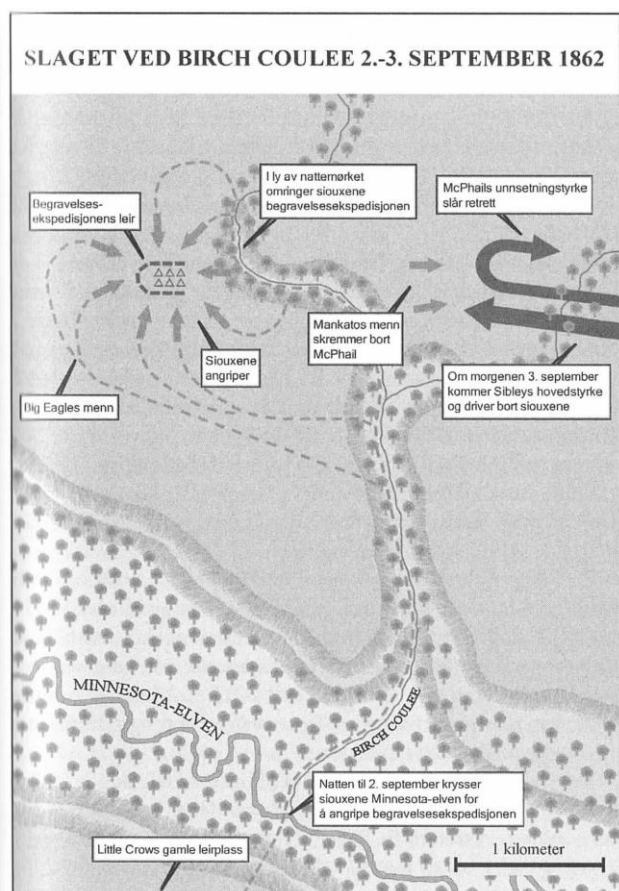 SLAGET VED BIRCH COULEE 2.-3. SEPTEMBER 1862
I ly av nattemørket
omringer siouxene
begravelsesekspedisjonen
McPhails unnsetningstyrke
slår retrett
Begravelses-
ekspedisjonens leir
Mankatos menn
skremmer bort
McPhail
Siouxene
angriper
Om morgenen 3. september
kommer Sibleys hovedstyrke
og driver bort siouxene
Big Eagles menn
MINNESOTA-ELVEN
BIRCH COULEE
Natten til 2. september krysser
siouxene Minnesota-elven for
å angripe begravelsesekspedisjonen
Little Crows gamle leirplass
1 kilometer